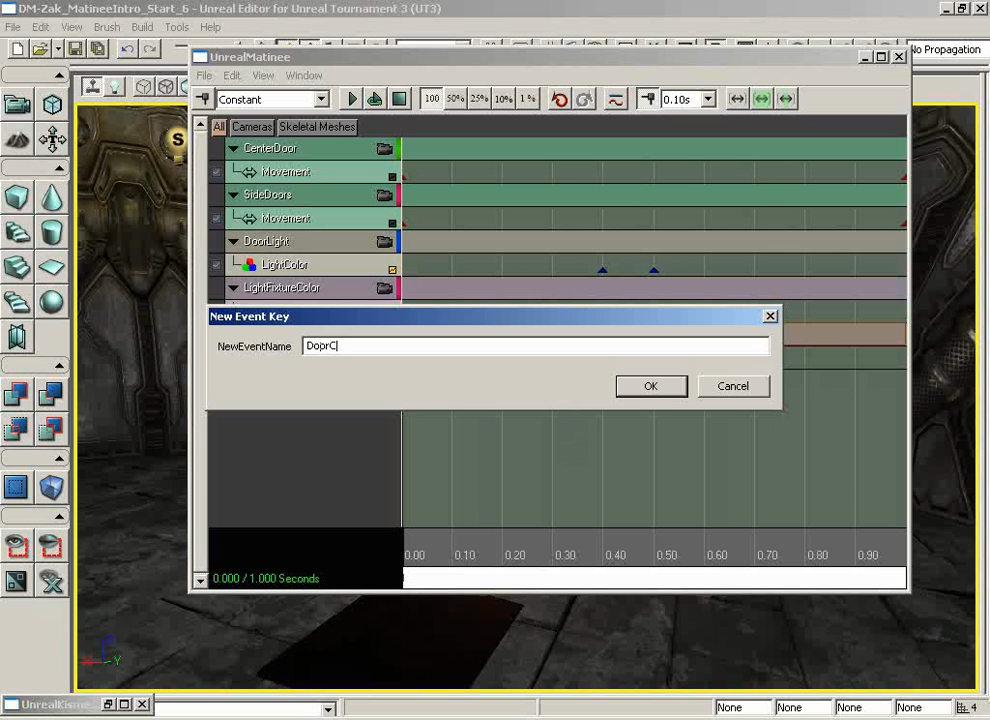 DM-Zak_MatineeIntro_Start_6 - Unreal Editor for Unreal Tournament 3 (UT3)
File Edit View Brush Build Tools Help
No Propagation
UnrealMatinee
File Edit View Window
Constant 100 50% 25% 10% 1% 0.10s
All Cameras Skeletal Meshes
CenterDoor
Movement
SideDoors
Movement
DoorLight
LightColor
LightFixtureColor
New Event Key
NewEventName DoprC
OK Cancel
0.00 0.10 0.20 0.30 0.40 0.50 0.60 0.70 0.80 0.90
0.000 / 1.000 Seconds
S
X Y
UnrealKisme
None None None None 4